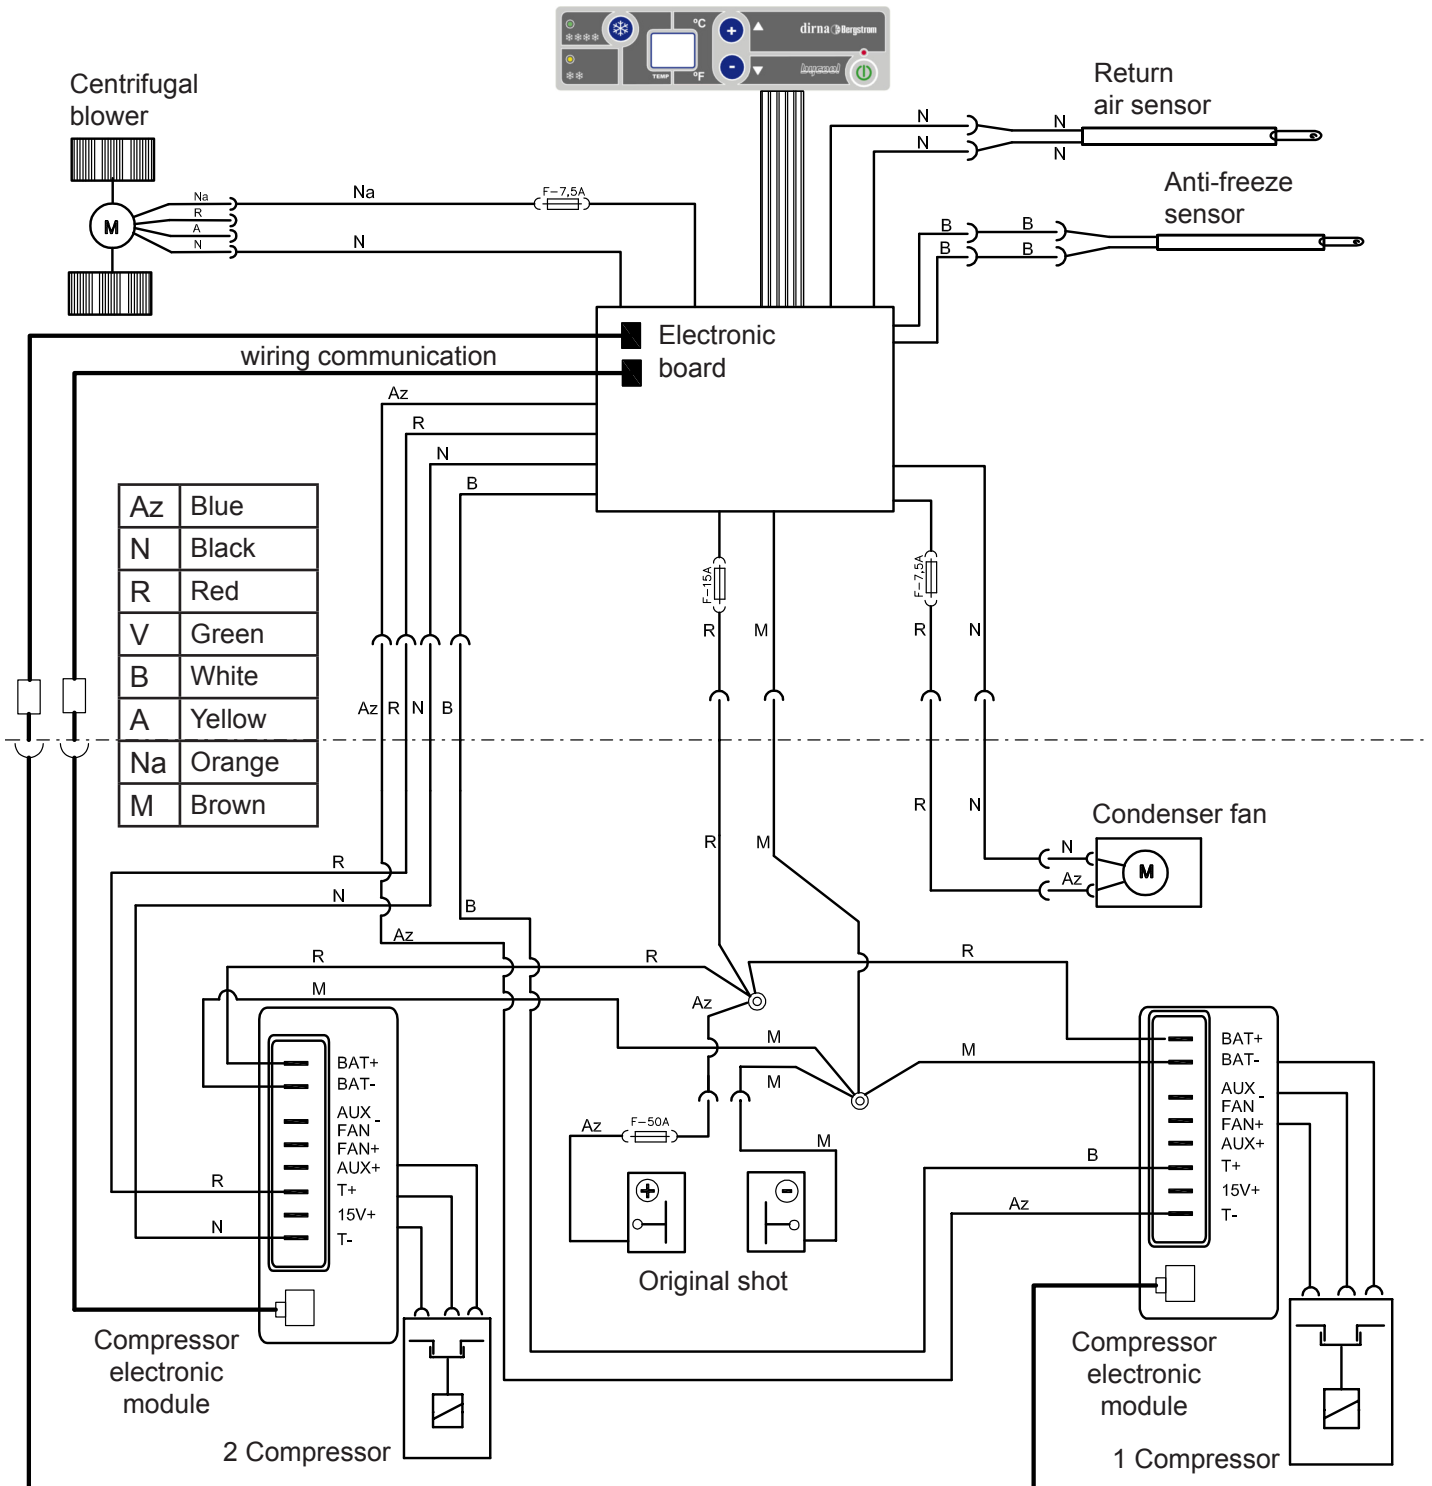 °C
dirna Bergstrom
TEMP
°F
bycool
Centrifugal
blower
Return
air sensor
N
N
N
N
Anti-freeze
sensor
Na
R
A
N
M
Na
F-7,5A
N
B
B
B
B
Electronic
board
wiring communication
Az
R
N
B
Az Blue
N Black
R Red
V Green
B White
A Yellow
Na Orange
M Brown
F-15A
F-7,5A
R
M
R
N
Az
R
N
B
R
N
Condenser fan
R
M
N
Az
M
R
N
B
Az
R
R
R
M
Az
M
M
M
BAT+
BAT-
AUX -
FAN
FAN+
AUX+
T+
15V+
T-
R
N
BAT+
BAT-
AUX -
FAN
FAN+
AUX+
T+
15V+
T-
B
Az
Az
F-50A
M
+
-
Original shot
Compressor
electronic
module
2 Compressor
Compressor
electronic
module
1 Compressor